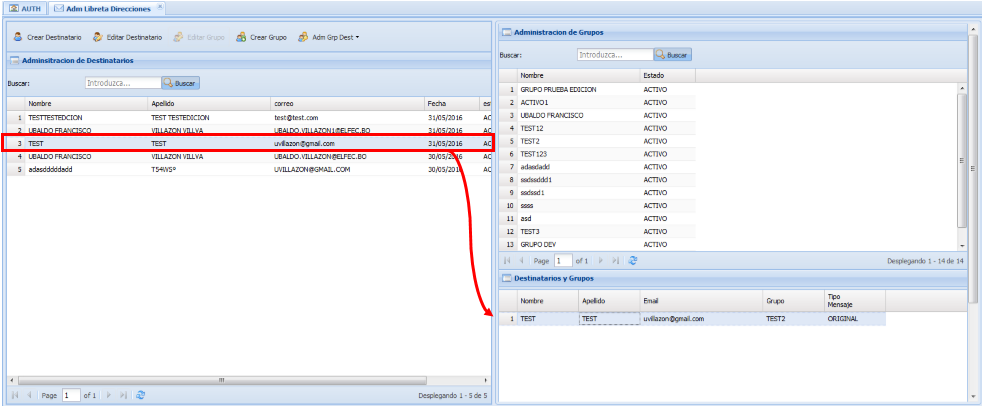 AUTH
Adm Libreta Direcciones
Crear Destinatario Editar Destinatario Editar Grupo Crear Grupo Adm Grp Dest
Adminsitracion de Destinatarios
Buscar: Introduzca... Buscar
Nombre Apellido correo Fecha est
1 TESTTESTEDCION TEST TESTEDICION test@test.com 31/05/2016 AC
2 UBALDO FRANCISCO VILLAZON VILLVA UBALDO.VILLAZON1@ELFEC.BO 31/05/2016 AC
3 TEST TEST uvillazon@gmail.com 31/05/2016 AC
4 UBALDO FRANCISCO VILLAZON VILLVA UBALDO.VILLAZON@ELFEC.BO 30/05/2016 AC
5 adasdddddadd T54WS° UVILLAZON@GMAIL.COM 30/05/2016 AC
Page 1 of 1 Desplegando 1 - 5 de 5
Administracion de Grupos
Buscar: Introduzca... Buscar
Nombre Estado
1 GRUPO PRUEBA EDICION ACTIVO
2 ACTIVO1 ACTIVO
3 UBALDO FRANCISCO ACTIVO
4 TEST12 ACTIVO
5 TEST2 ACTIVO
6 TEST123 ACTIVO
7 adasdadd ACTIVO
8 ssdssddd1 ACTIVO
9 ssdssd1 ACTIVO
10 ssss ACTIVO
11 asd ACTIVO
12 TEST3 ACTIVO
13 GRUPO DEV ACTIVO
Page 1 of 1 Desplegando 1 - 14 de 14
Destinatarios y Grupos
Nombre Apellido Email Grupo Tipo Mensaje
1 TEST TEST uvillazon@gmail.com TEST2 ORIGINAL